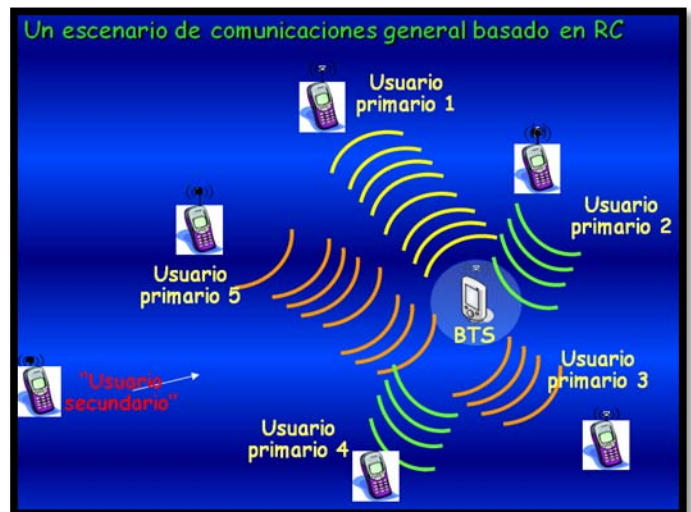 Un escenario de comunicaciones general basado en RC
Usuario
primario 1
Usuario
primario 2
Usuario
primario 5
BTS
Usuario
primario 3
"Usuario
secundario"
Usuario
primario 4